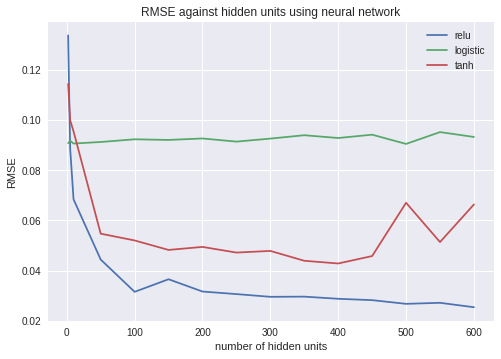 RMSE against hidden units using neural network
relu
logistic
tanh
0.12
0.10
0.08
0.06
0.04
0.02
RMSE
0 100 200 300 400 500 600
number of hidden units